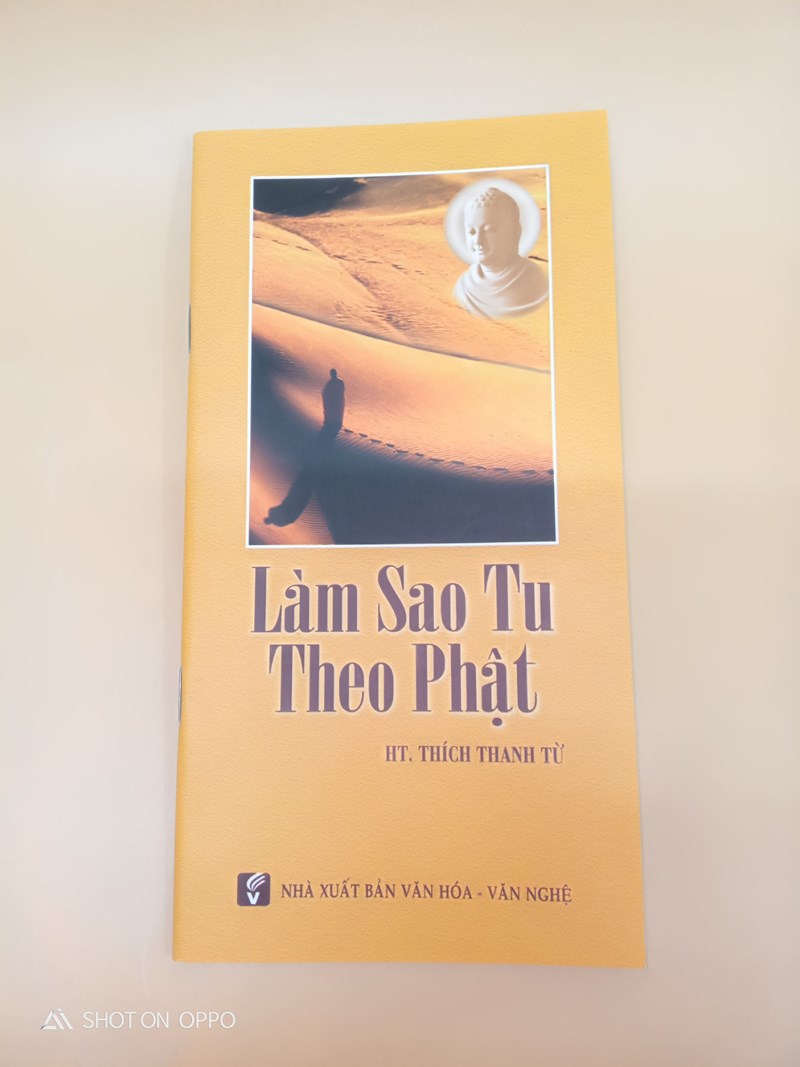 Làm Sao Tu
Theo Phật
HT. THÍCH THANH TỪ
V
NHÀ XUẤT BẢN VĂN HÓA - VĂN NGHỆ
SHOT ON OPPO